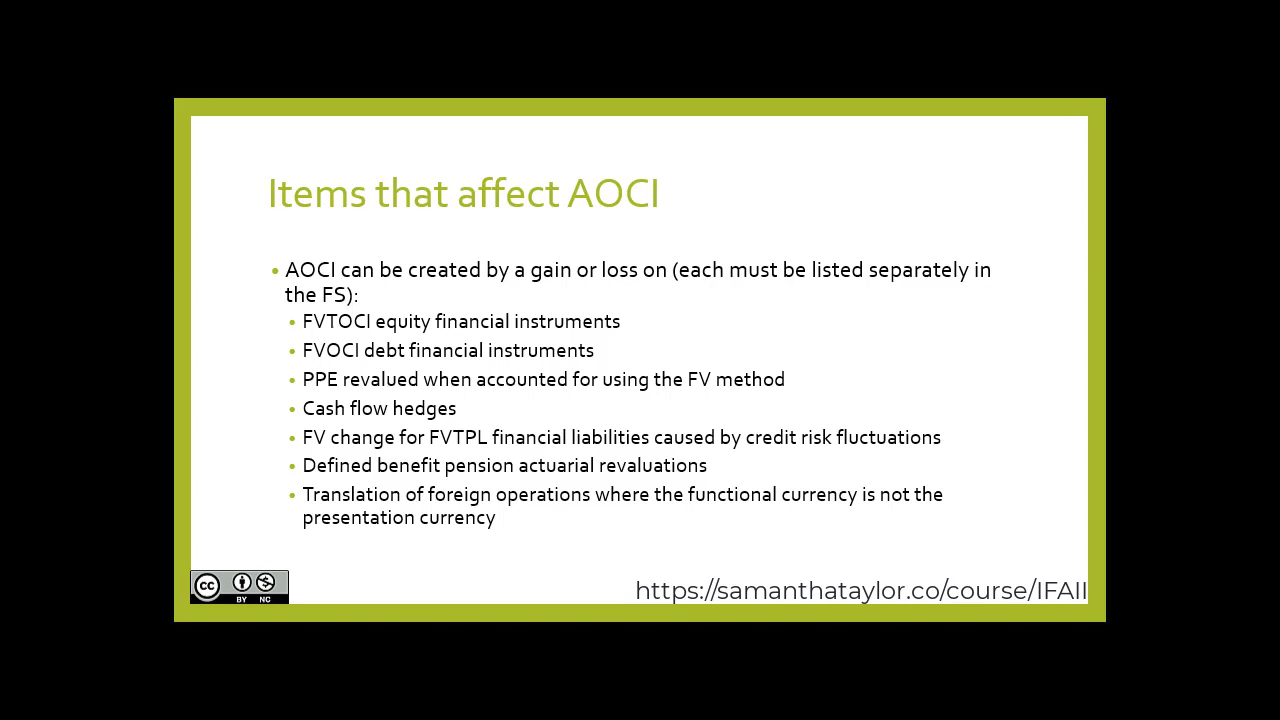 Items that affect AOCI
• AOCI can be created by a gain or loss on (each must be listed separately in
the FS):
• FVTOCI equity financial instruments
• FVOCI debt financial instruments
• PPE revalued when accounted for using the FV method
• Cash flow hedges
• FV change for FVTPL financial liabilities caused by credit risk fluctuations
• Defined benefit pension actuarial revaluations
• Translation of foreign operations where the functional currency is not the
presentation currency
cc
BY NC
https://samanthataylor.co/course/IFAII